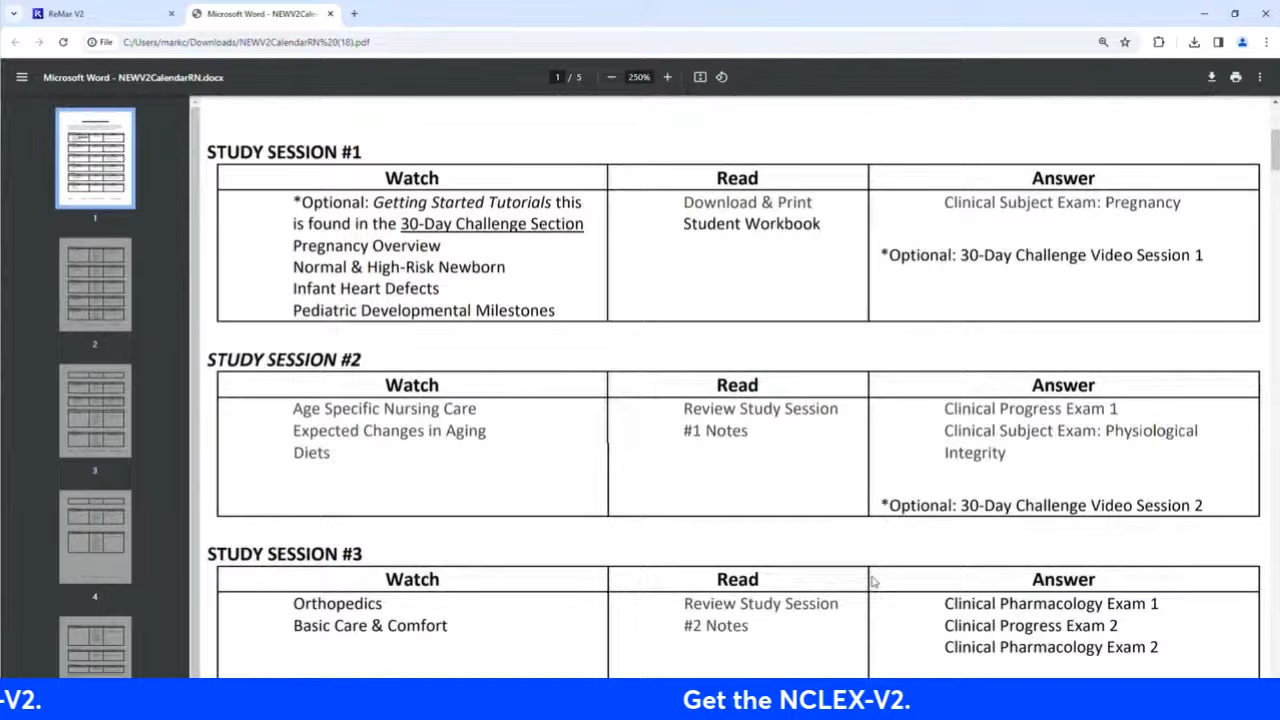 ReMar V2
Microsoft Word - NEWV2Cale
File
C:/Users/markc/Downloads/NEWV2CalendarRN%20(18).pdf
Microsoft Word - NEWV2CalendarRN.docx
1 / 5
250%
1
2
3
4
STUDY SESSION #1
Watch
Read
Answer
*Optional: Getting Started Tutorials this
is found in the 30-Day Challenge Section
Pregnancy Overview
Normal & High-Risk Newborn
Infant Heart Defects
Pediatric Developmental Milestones
Download & Print
Student Workbook
Clinical Subject Exam: Pregnancy
*Optional: 30-Day Challenge Video Session 1
STUDY SESSION #2
Watch
Read
Answer
Age Specific Nursing Care
Expected Changes in Aging
Diets
Review Study Session
#1 Notes
Clinical Progress Exam 1
Clinical Subject Exam: Physiological
Integrity
*Optional: 30-Day Challenge Video Session 2
STUDY SESSION #3
Watch
Read
Answer
Orthopedics
Basic Care & Comfort
Review Study Session
#2 Notes
Clinical Pharmacology Exam 1
Clinical Progress Exam 2
Clinical Pharmacology Exam 2
-V2.
Get the NCLEX-V2.